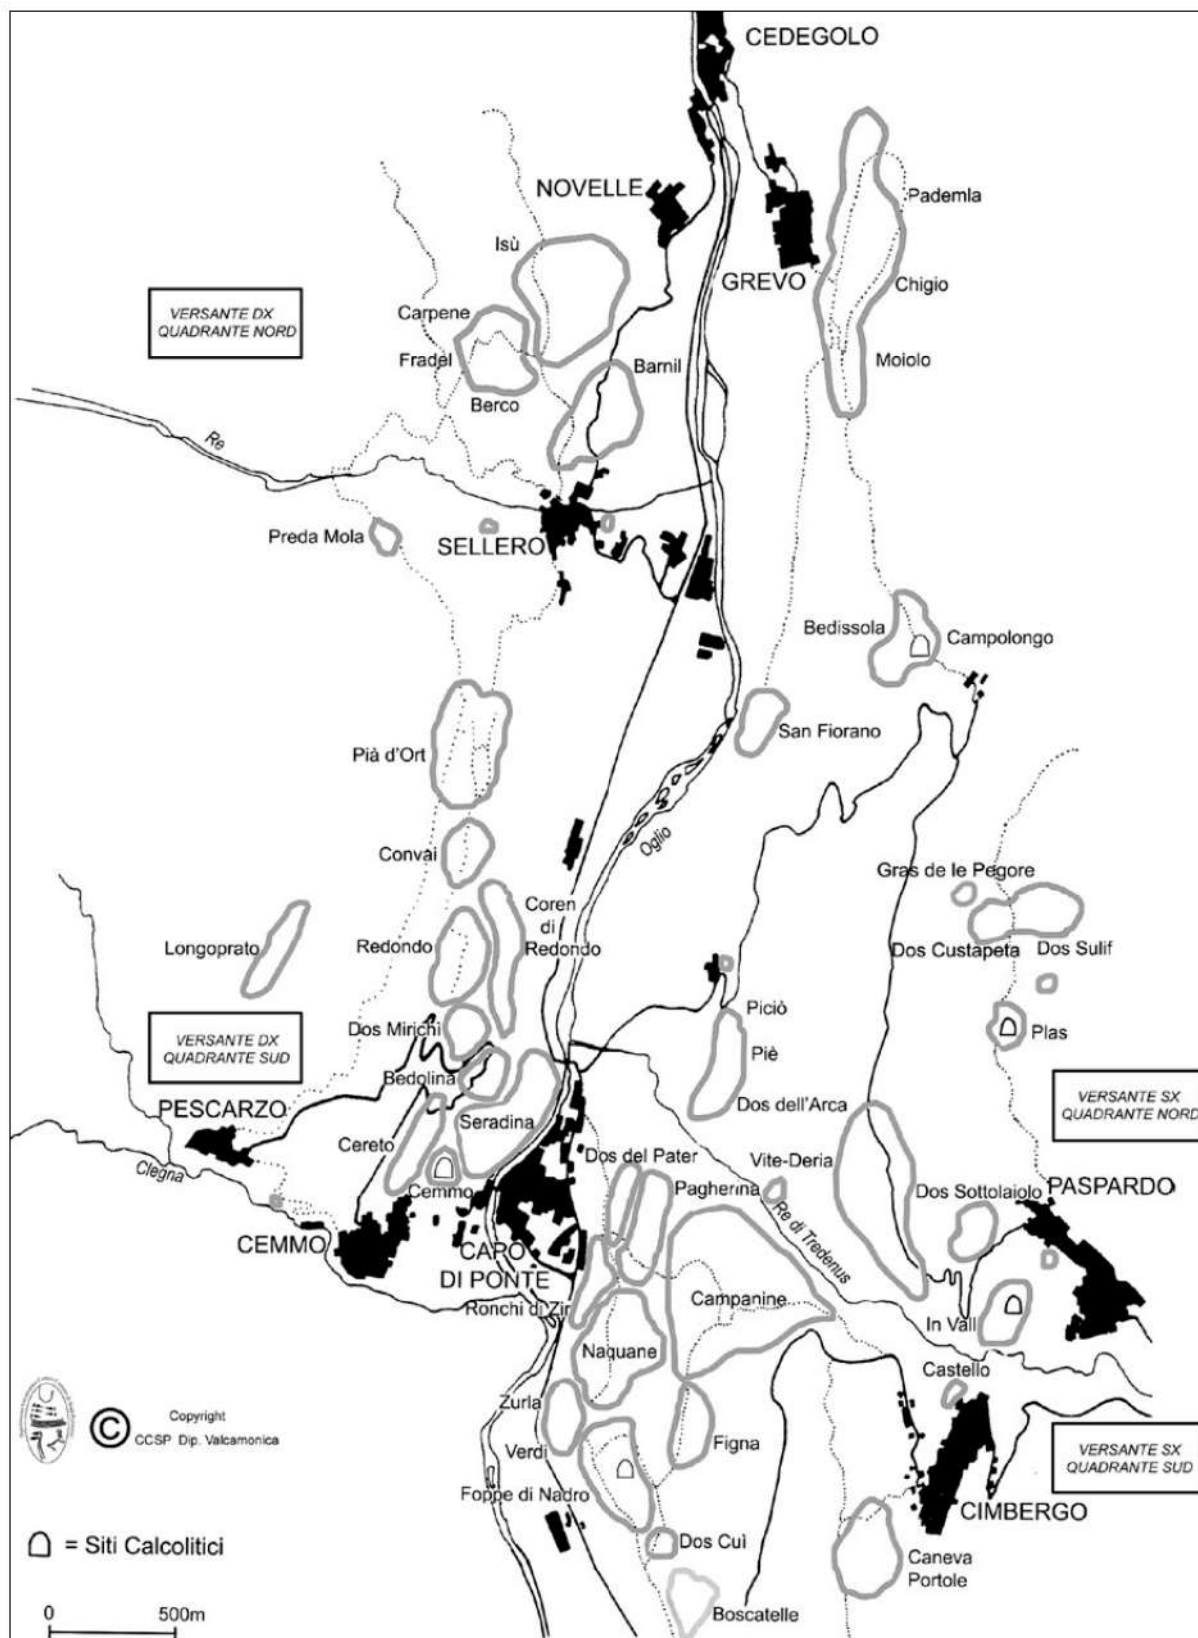 CEDEGOLO
NOVELLE
Pademla
Isù
GREVO
Chigio
VERSANTE DX
QUADRANTE NORD
Carpene
Fradel
Barnil
Moiolo
Berco
Re
Preda Mola
SELLERO
Bedissola
Campolongo
San Fiorano
Pià d'Ort
Oglio
Convai
Gras de le Pegore
Coren
di
Redondo
Longoprato
Redondo
Dos Custapeta
Dos Sulif
Piciò
Dos Mirichi
Plas
VERSANTE DX
QUADRANTE SUD
Piè
Bedolina
PESCARZO
Dos dell'Arca
VERSANTE SX
QUADRANTE NORD
Seradina
Cereto
Clegna
Dos del Pater
Vite-Deria
Cemmo
Pagherina
Dos Sottolaiolo
PASPARDO
Re di Tredenus
CEMMO
CAPO
DI PONTE
Ronchi di Zir
Campanine
In Vall
Naquane
Castello
Zurla
Copyright
CCSP Dip. Valcamonica
Verdi
Figna
VERSANTE SX
QUADRANTE SUD
Foppe di Nadro
CIMBERGO
= Siti Calcolitici
Dos Cuì
Caneva
Portole
Boscatelle
0 500m